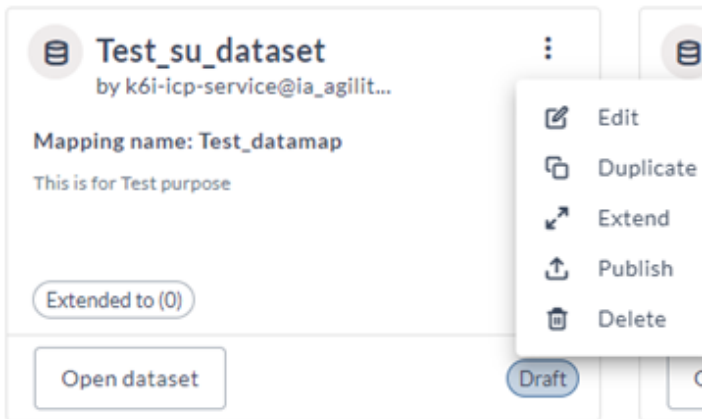 Test_su_dataset
by k6i-icp-service@ia_agilit...
Mapping name: Test_datamap
This is for Test purpose
Extended to (0)
Open dataset
Draft
Edit
Duplicate
Extend
Publish
Delete